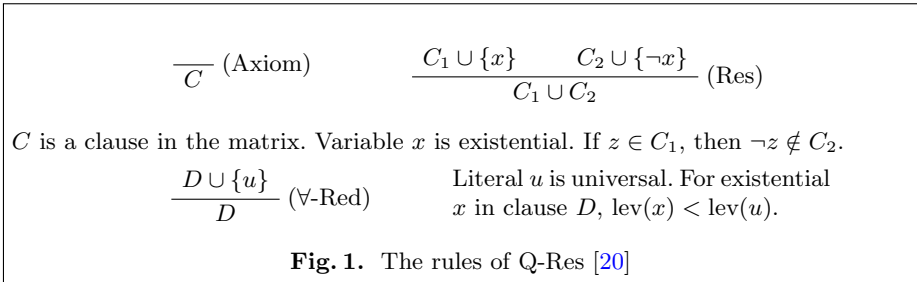 C (Axiom) C₁ ∪ {x} C₂ ∪ {¬x} (Res)
C₁ ∪ C₂
C is a clause in the matrix. Variable x is existential. If z ∈ C₁, then ¬z ∉ C₂.
D ∪ {u} Literal u is universal. For existential
D (∀-Red) x in clause D, lev(x) < lev(u).
Fig. 1. The rules of Q-Res [20]